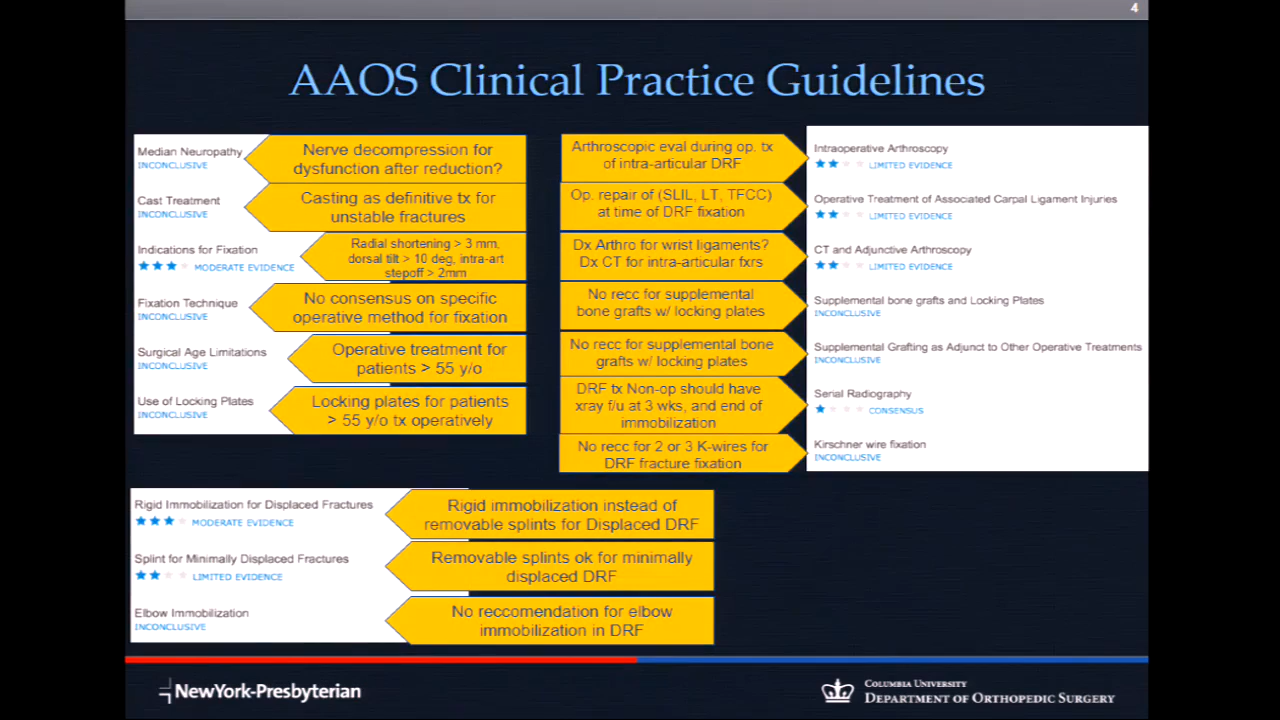 4
AAOS Clinical Practice Guidelines
Median Neuropathy
INCONCLUSIVE
Nerve decompression for
dysfunction after reduction?
Cast Treatment
INCONCLUSIVE
Casting as definitive tx for
unstable fractures
Indications for Fixation
MODERATE EVIDENCE
Radial shortening > 3 mm,
dorsal tilt > 10 deg, intra-art
stepoff > 2mm
Fixation Technique
INCONCLUSIVE
No consensus on specific
operative method for fixation
Surgical Age Limitations
INCONCLUSIVE
Operative treatment for
patients > 55 y/o
Use of Locking Plates
INCONCLUSIVE
Locking plates for patients
> 55 y/o tx operatively
Arthroscopic eval during op. tx
of intra-articular DRF
Intraoperative Arthroscopy
LIMITED EVIDENCE
Op. repair of (SLIL, LT, TFCC)
at time of DRF fixation
Operative Treatment of Associated Carpal Ligament Injuries
LIMITED EVIDENCE
Dx Arthro for wrist ligaments?
Dx CT for intra-articular fxrs
CT and Adjunctive Arthroscopy
LIMITED EVIDENCE
No recc for supplemental
bone grafts w/ locking plates
Supplemental bone grafts and Locking Plates
INCONCLUSIVE
No recc for supplemental bone
grafts w/ locking plates
Supplemental Grafting as Adjunct to Other Operative Treatments
INCONCLUSIVE
DRF tx Non-op should have
xray f/u at 3 wks, and end of
immobilization
Serial Radiography
CONSENSUS
No recc for 2 or 3 K-wires for
DRF fracture fixation
Kirschner wire fixation
INCONCLUSIVE
Rigid Immobilization for Displaced Fractures
MODERATE EVIDENCE
Rigid immobilization instead of
removable splints for Displaced DRF
Splint for Minimally Displaced Fractures
LIMITED EVIDENCE
Removable splints ok for minimally
displaced DRF
Elbow Immobilization
INCONCLUSIVE
No reccomendation for elbow
immobilization in DRF
NewYork-Presbyterian
COLUMBIA UNIVERSITY
DEPARTMENT OF ORTHOPEDIC SURGERY